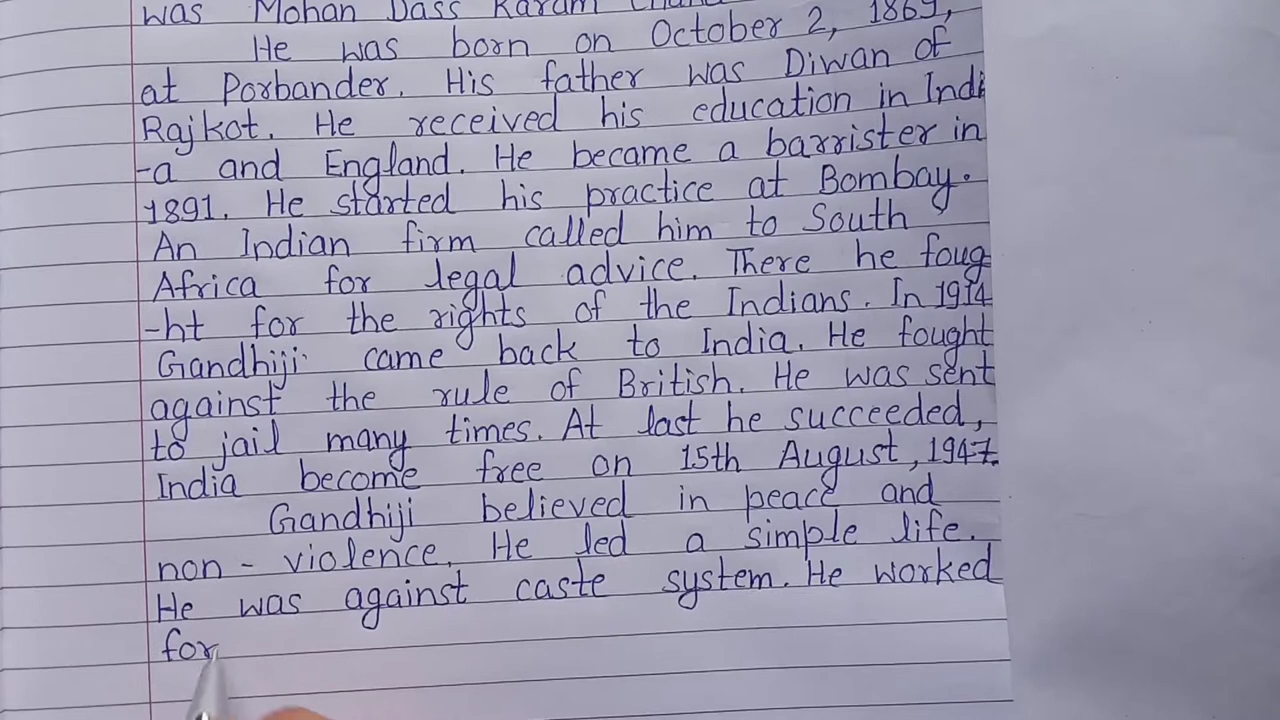 was Mohan Dass Karam
He was born on October 2, 1869,
at Porbander. His father was Diwan of
Rajkot. He received his education in Indi
-a and England. He became a barrister in
1891. He started his practice at Bombay.
An Indian firm called him to South
Africa for legal advice. There he foug
-ht for the rights of the Indians. In 1914
Gandhiji came back to India. He fought
against the rule of British. He was sent
to jail many times. At last he succeeded,
India become free on 15th August, 1947.
Gandhiji believed in peace and
non - violence. He led a simple life.
He was against caste system. He worked
for